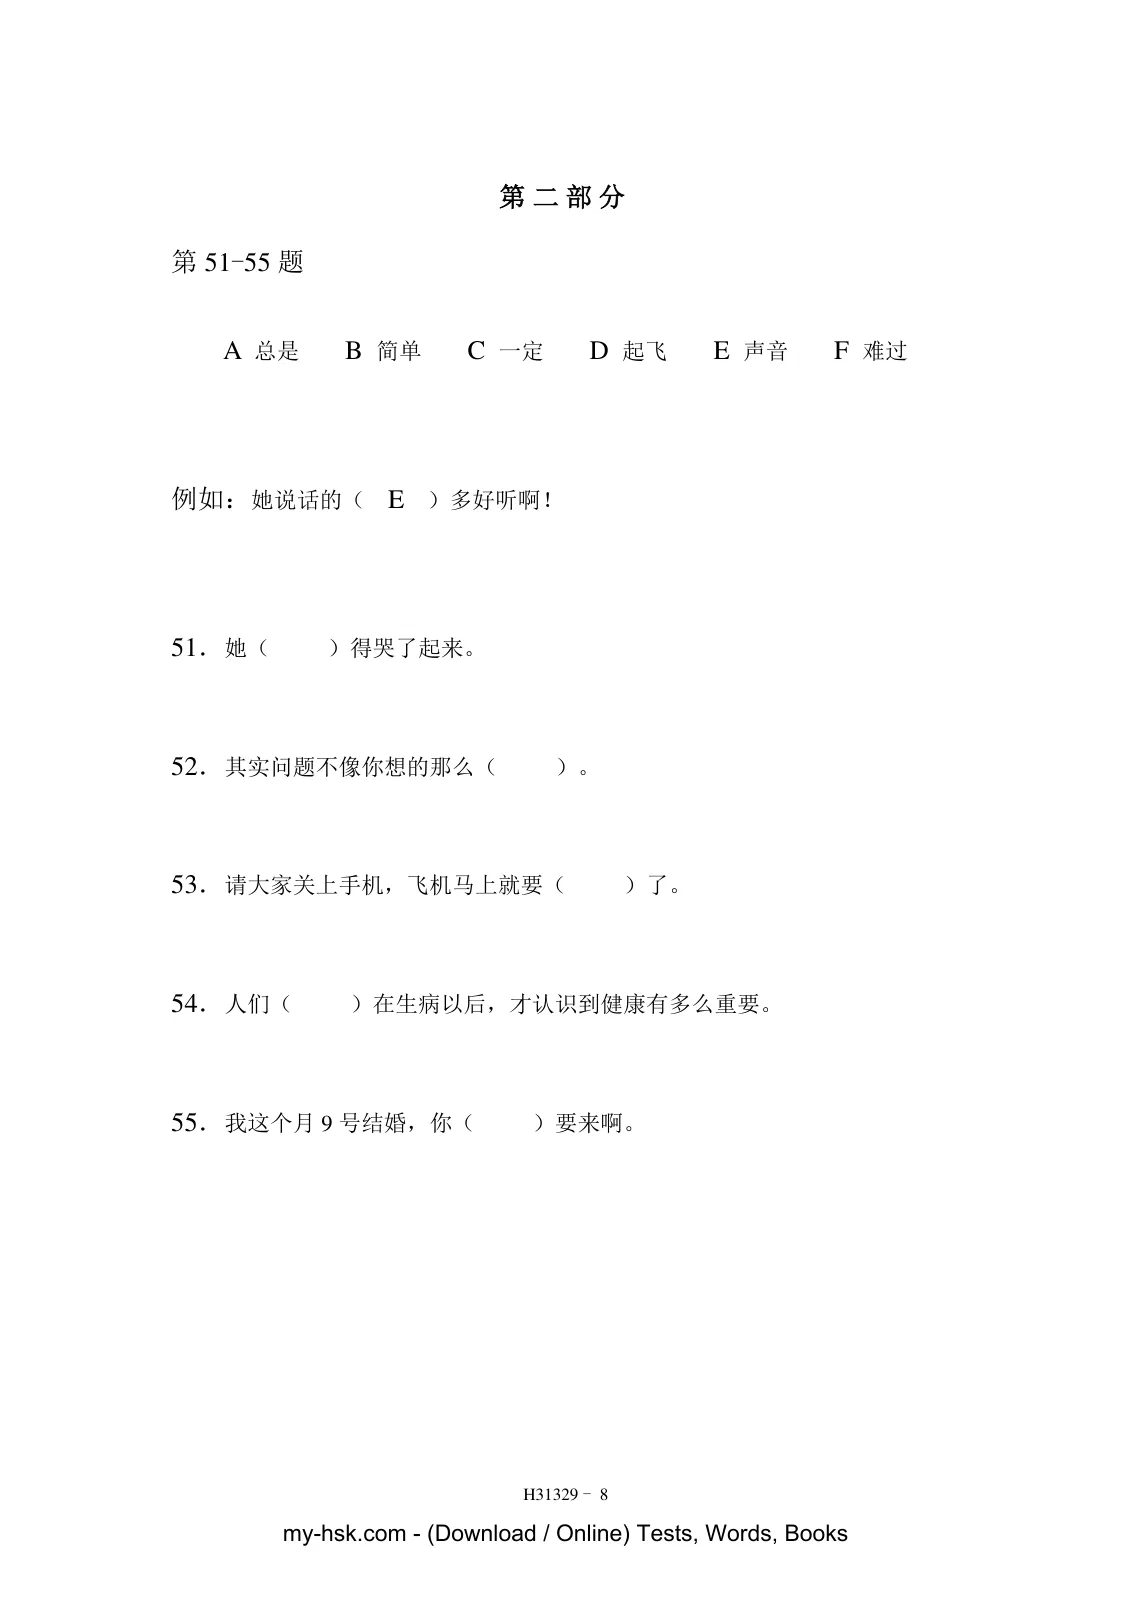 第二部分
第 51-55 题
A 总是 B 简单 C 一定 D 起飞 E 声音 F 难过
例如：她说话的（ E ）多好听啊！
51．她（ ）得哭了起来。
52．其实问题不像你想的那么（ ）。
53．请大家关上手机，飞机马上就要（ ）了。
54．人们（ ）在生病以后，才认识到健康有多么重要。
55．我这个月 9 号结婚，你（ ）要来啊。
H31329－ 8
my-hsk.com - (Download / Online) Tests, Words, Books